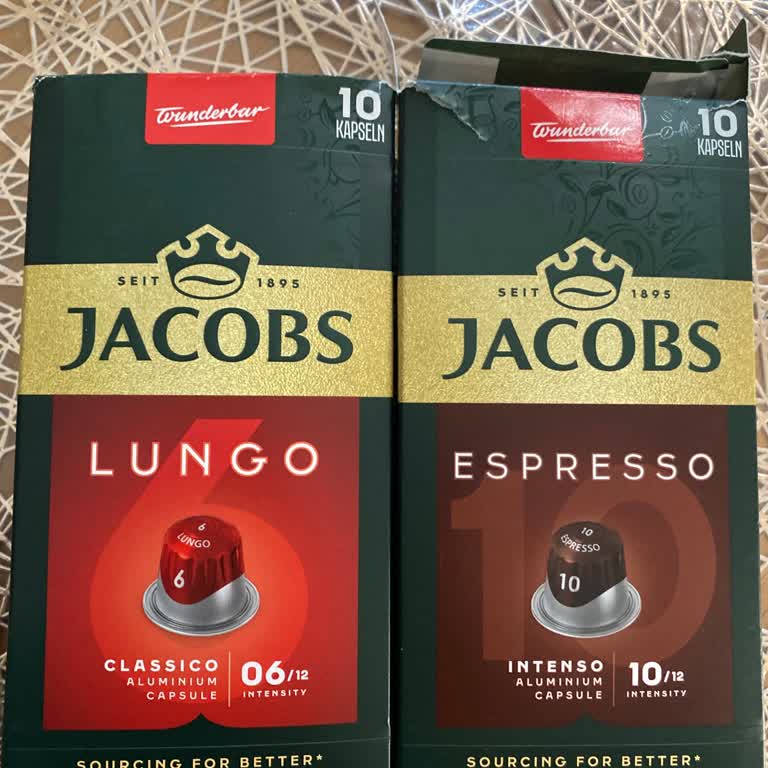 Wunderbar
10
KAPSELN
SEIT 1895
JACOBS
LUNGO
6
LUNGO
6
CLASSICO
ALUMINIUM
CAPSULE
06/12
INTENSITY
SOURCING FOR BETTER*
Wunderbar
10
KAPSELN
SEIT 1895
JACOBS
ESPRESSO
10
ESPRESSO
10
INTENSO
ALUMINIUM
CAPSULE
10/12
INTENSITY
SOURCING FOR BETTER*